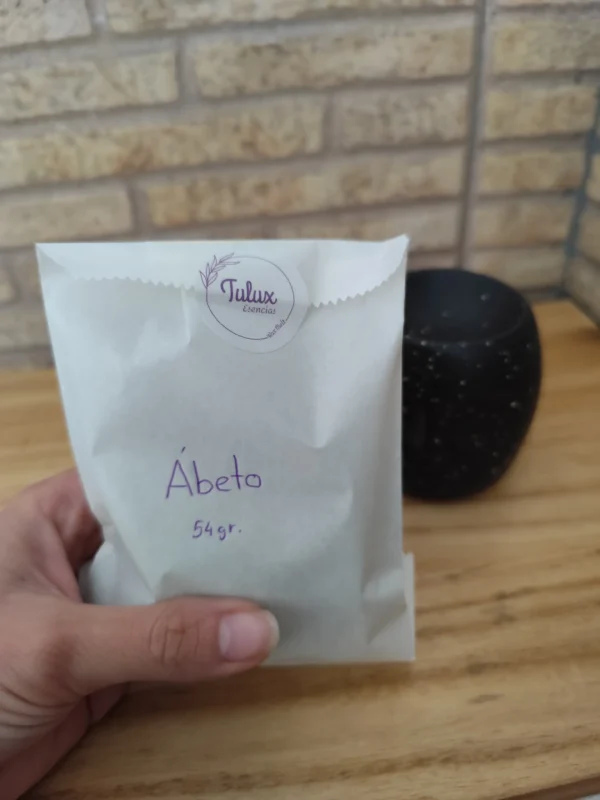 Tulux
Esencias
Ábeto
54gr.